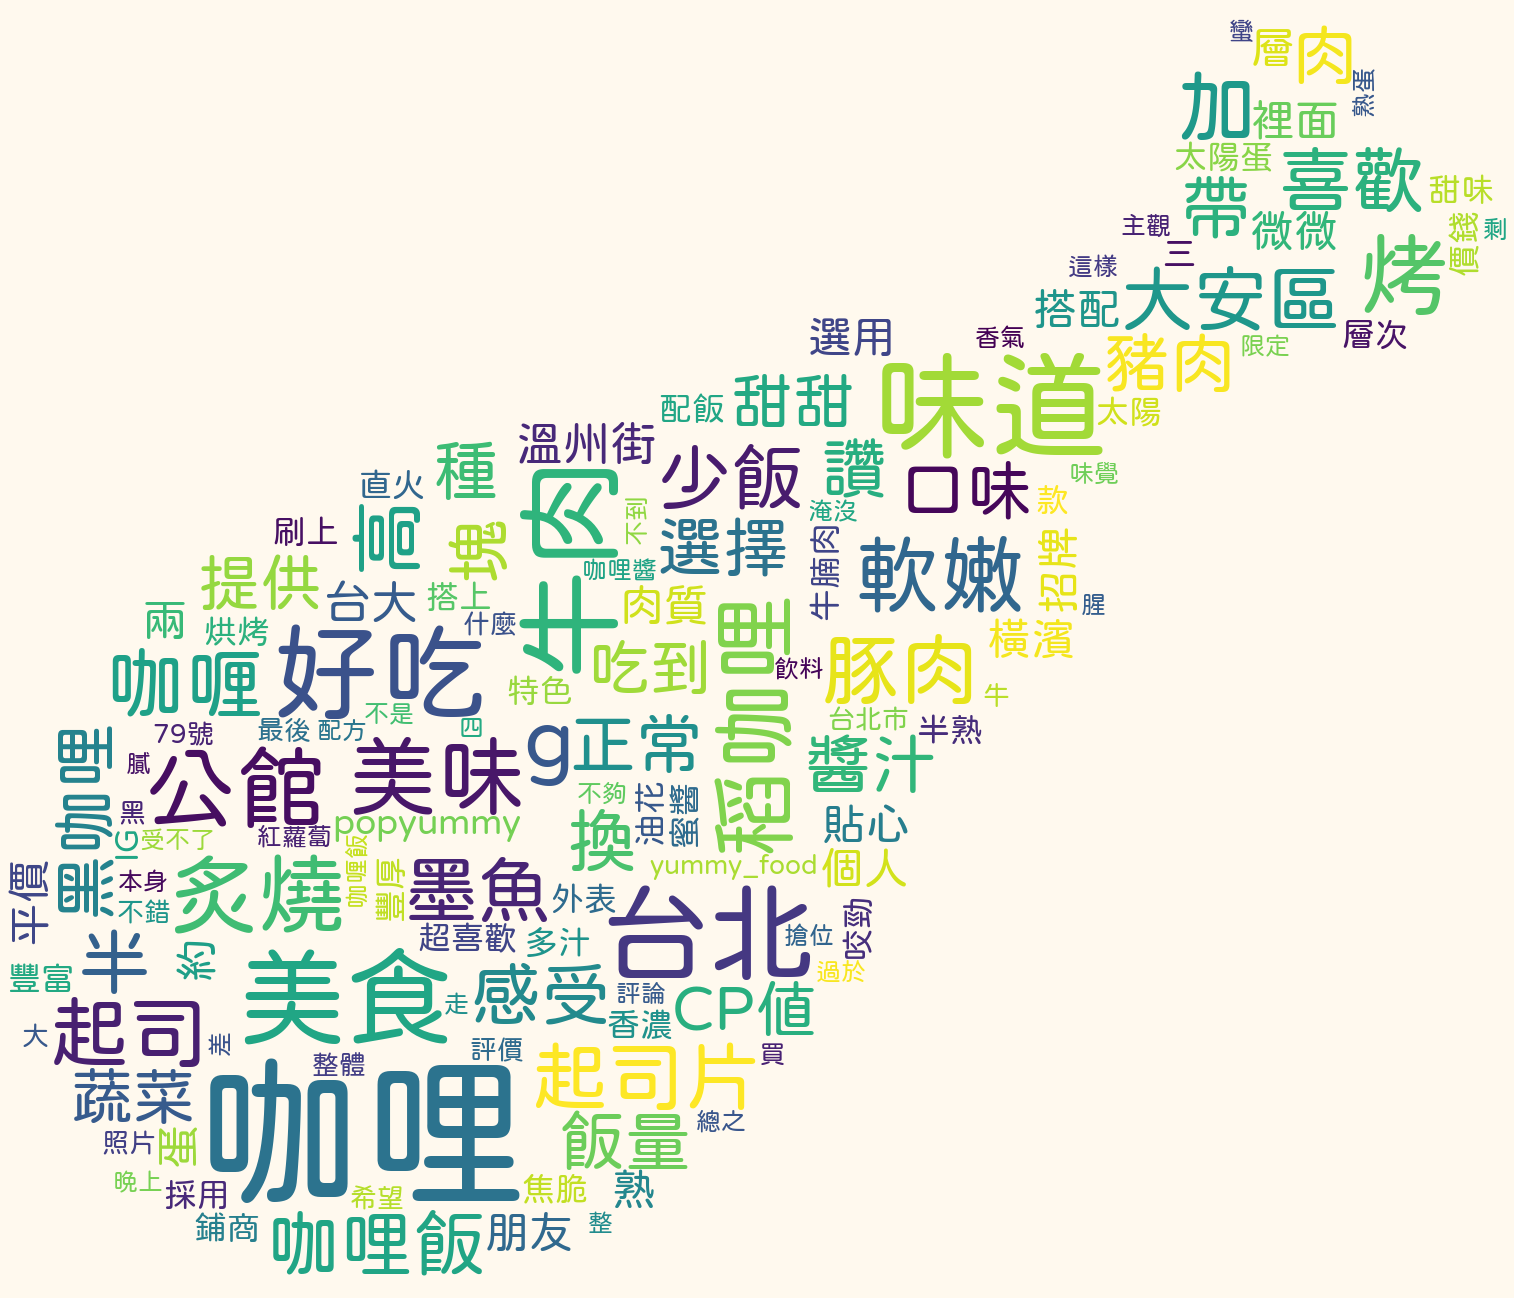 蠻
層
肉
熟蛋
加
裡面
太陽蛋
喜歡
甜味
帶
微微
價錢
剩
主觀
三
烤
這樣
搭配
大安區
層次
選用
香氣
豬肉
限定
味道
太陽
配飯
甜甜
溫州街
少飯
讚
口味
味覺
款
直火
種
牛肉
不到
淹沒
刷上
高
塊
選擇
牛腩肉
軟嫩
招牌
腥
咖哩醬
提供
台大
搭上
肉質
兩
烘烤
什麼
稻咖哩
橫濱
好吃
吃到
飲料
豚肉
咖喱
特色
牛
不是
台北市
79號
最後
配方
四
g
正常
半熟
黑咖哩
膩
公館
美味
醬汁
不夠
油花
蜜醬
黑
IG
受不了
紅蘿蔔
popyummy
換
貼心
咖哩飯
yummy_food
個人
平價
本身
炙燒
豐厚
墨魚
外表
台北
咬勁
不錯
超喜歡
多汁
搶位
半
約
過於
豐富
美食
走
感受
評論
香濃
CP值
大
起司
差
整體
評價
起司片
買
蔬菜
咖哩
飯量
總之
照片
蛋
晚上
採用
希望
焦脆
熟
鋪商
咖哩飯
朋友
整